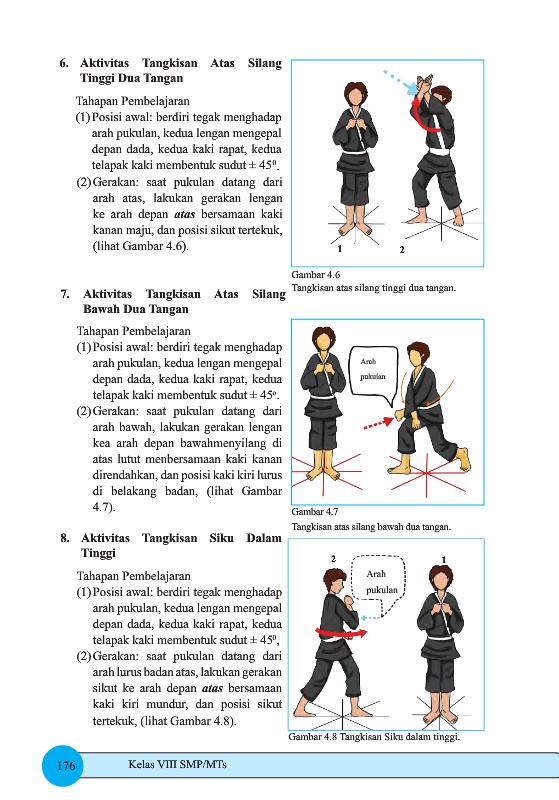 6. Aktivitas Tangkisan Atas Silang
Tinggi Dua Tangan
Tahapan Pembelajaran
(1) Posisi awal: berdiri tegak menghadap
arah pukulan, kedua lengan mengepal
depan dada, kedua kaki rapat, kedua
telapak kaki membentuk sudut ± 45⁰.
(2) Gerakan: saat pukulan datang dari
arah atas, lakukan gerakan lengan
ke arah depan atas bersamaan kaki
kanan maju, dan posisi sikut tertekuk,
(lihat Gambar 4.6).
1
2
Gambar 4.6
Tangkisan atas silang tinggi dua tangan.
7. Aktivitas Tangkisan Atas Silang
Bawah Dua Tangan
Tahapan Pembelajaran
(1) Posisi awal: berdiri tegak menghadap
arah pukulan, kedua lengan mengepal
depan dada, kedua kaki rapat, kedua
telapak kaki membentuk sudut ± 45º.
(2) Gerakan: saat pukulan datang dari
arah bawah, lakukan gerakan lengan
kea arah depan bawahmenyilang di
atas lutut menbersamaan kaki kanan
direndahkan, dan posisi kaki kiri lurus
di belakang badan, (lihat Gambar
4.7).
Arah
pukulan
Gambar 4.7
Tangkisan atas silang bawah dua tangan.
8. Aktivitas Tangkisan Siku Dalam
Tinggi
Tahapan Pembelajaran
(1) Posisi awal: berdiri tegak menghadap
arah pukulan, kedua lengan mengepal
depan dada, kedua kaki rapat, kedua
telapak kaki membentuk sudut ± 45⁰,
(2) Gerakan: saat pukulan datang dari
arah lurus badan atas, lakukan gerakan
sikut ke arah depan atas bersamaan
kaki kiri mundur, dan posisi sikut
tertekuk, (lihat Gambar 4.8).
2
1
Arah
pukulan
Gambar 4.8 Tangkisan Siku dalam tinggi.
176
Kelas VIII SMP/MTs